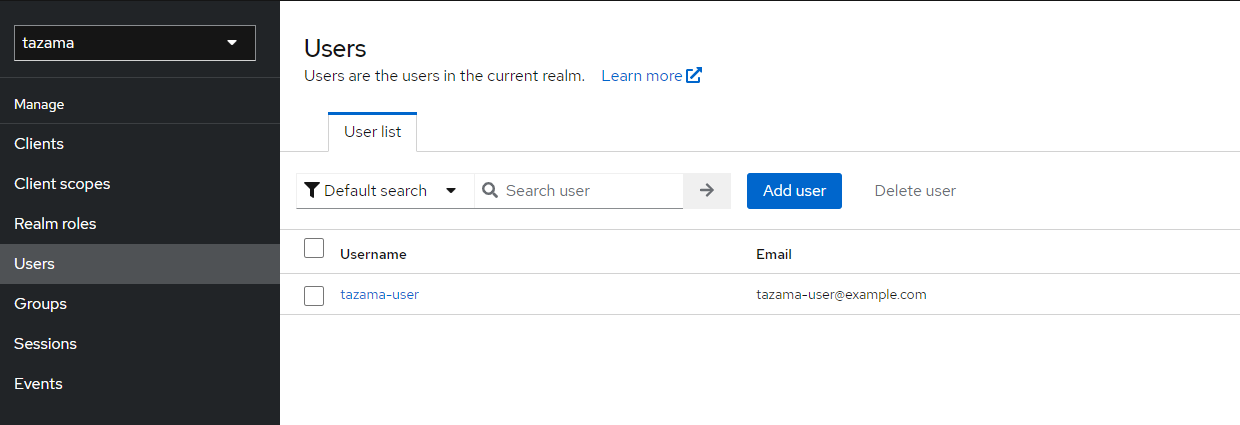 tazama
Manage
Clients
Client scopes
Realm roles
Users
Groups
Sessions
Events
Users
Users are the users in the current realm. Learn more
User list
Default search Search user Add user Delete user
Username Email
tazama-user tazama-user@example.com